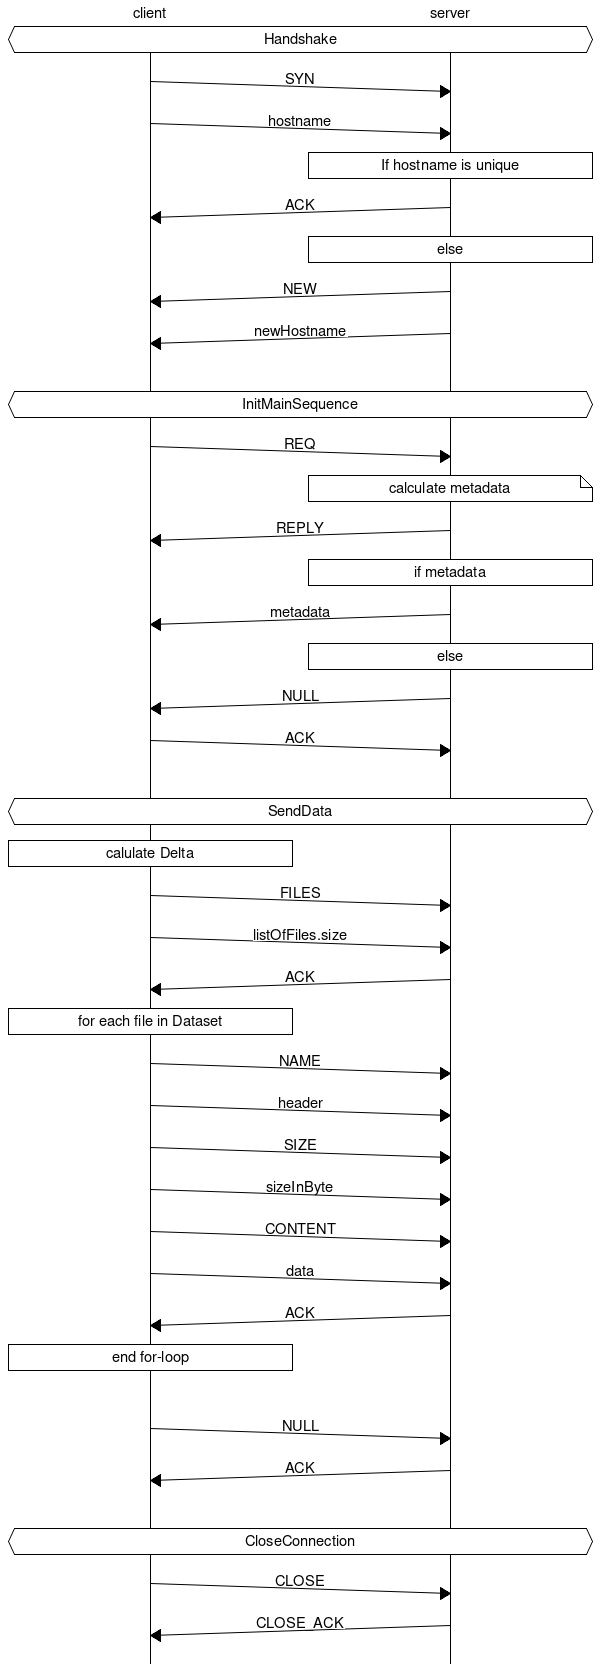 client server
Handshake
SYN
hostname
If hostname is unique
ACK
else
NEW
newHostname
InitMainSequence
REQ
calculate metadata
REPLY
if metadata
metadata
else
NULL
ACK
SendData
calulate Delta
FILES
listOfFiles.size
ACK
for each file in Dataset
NAME
header
SIZE
sizeInByte
CONTENT
data
ACK
end for-loop
NULL
ACK
CloseConnection
CLOSE
CLOSE_ACK